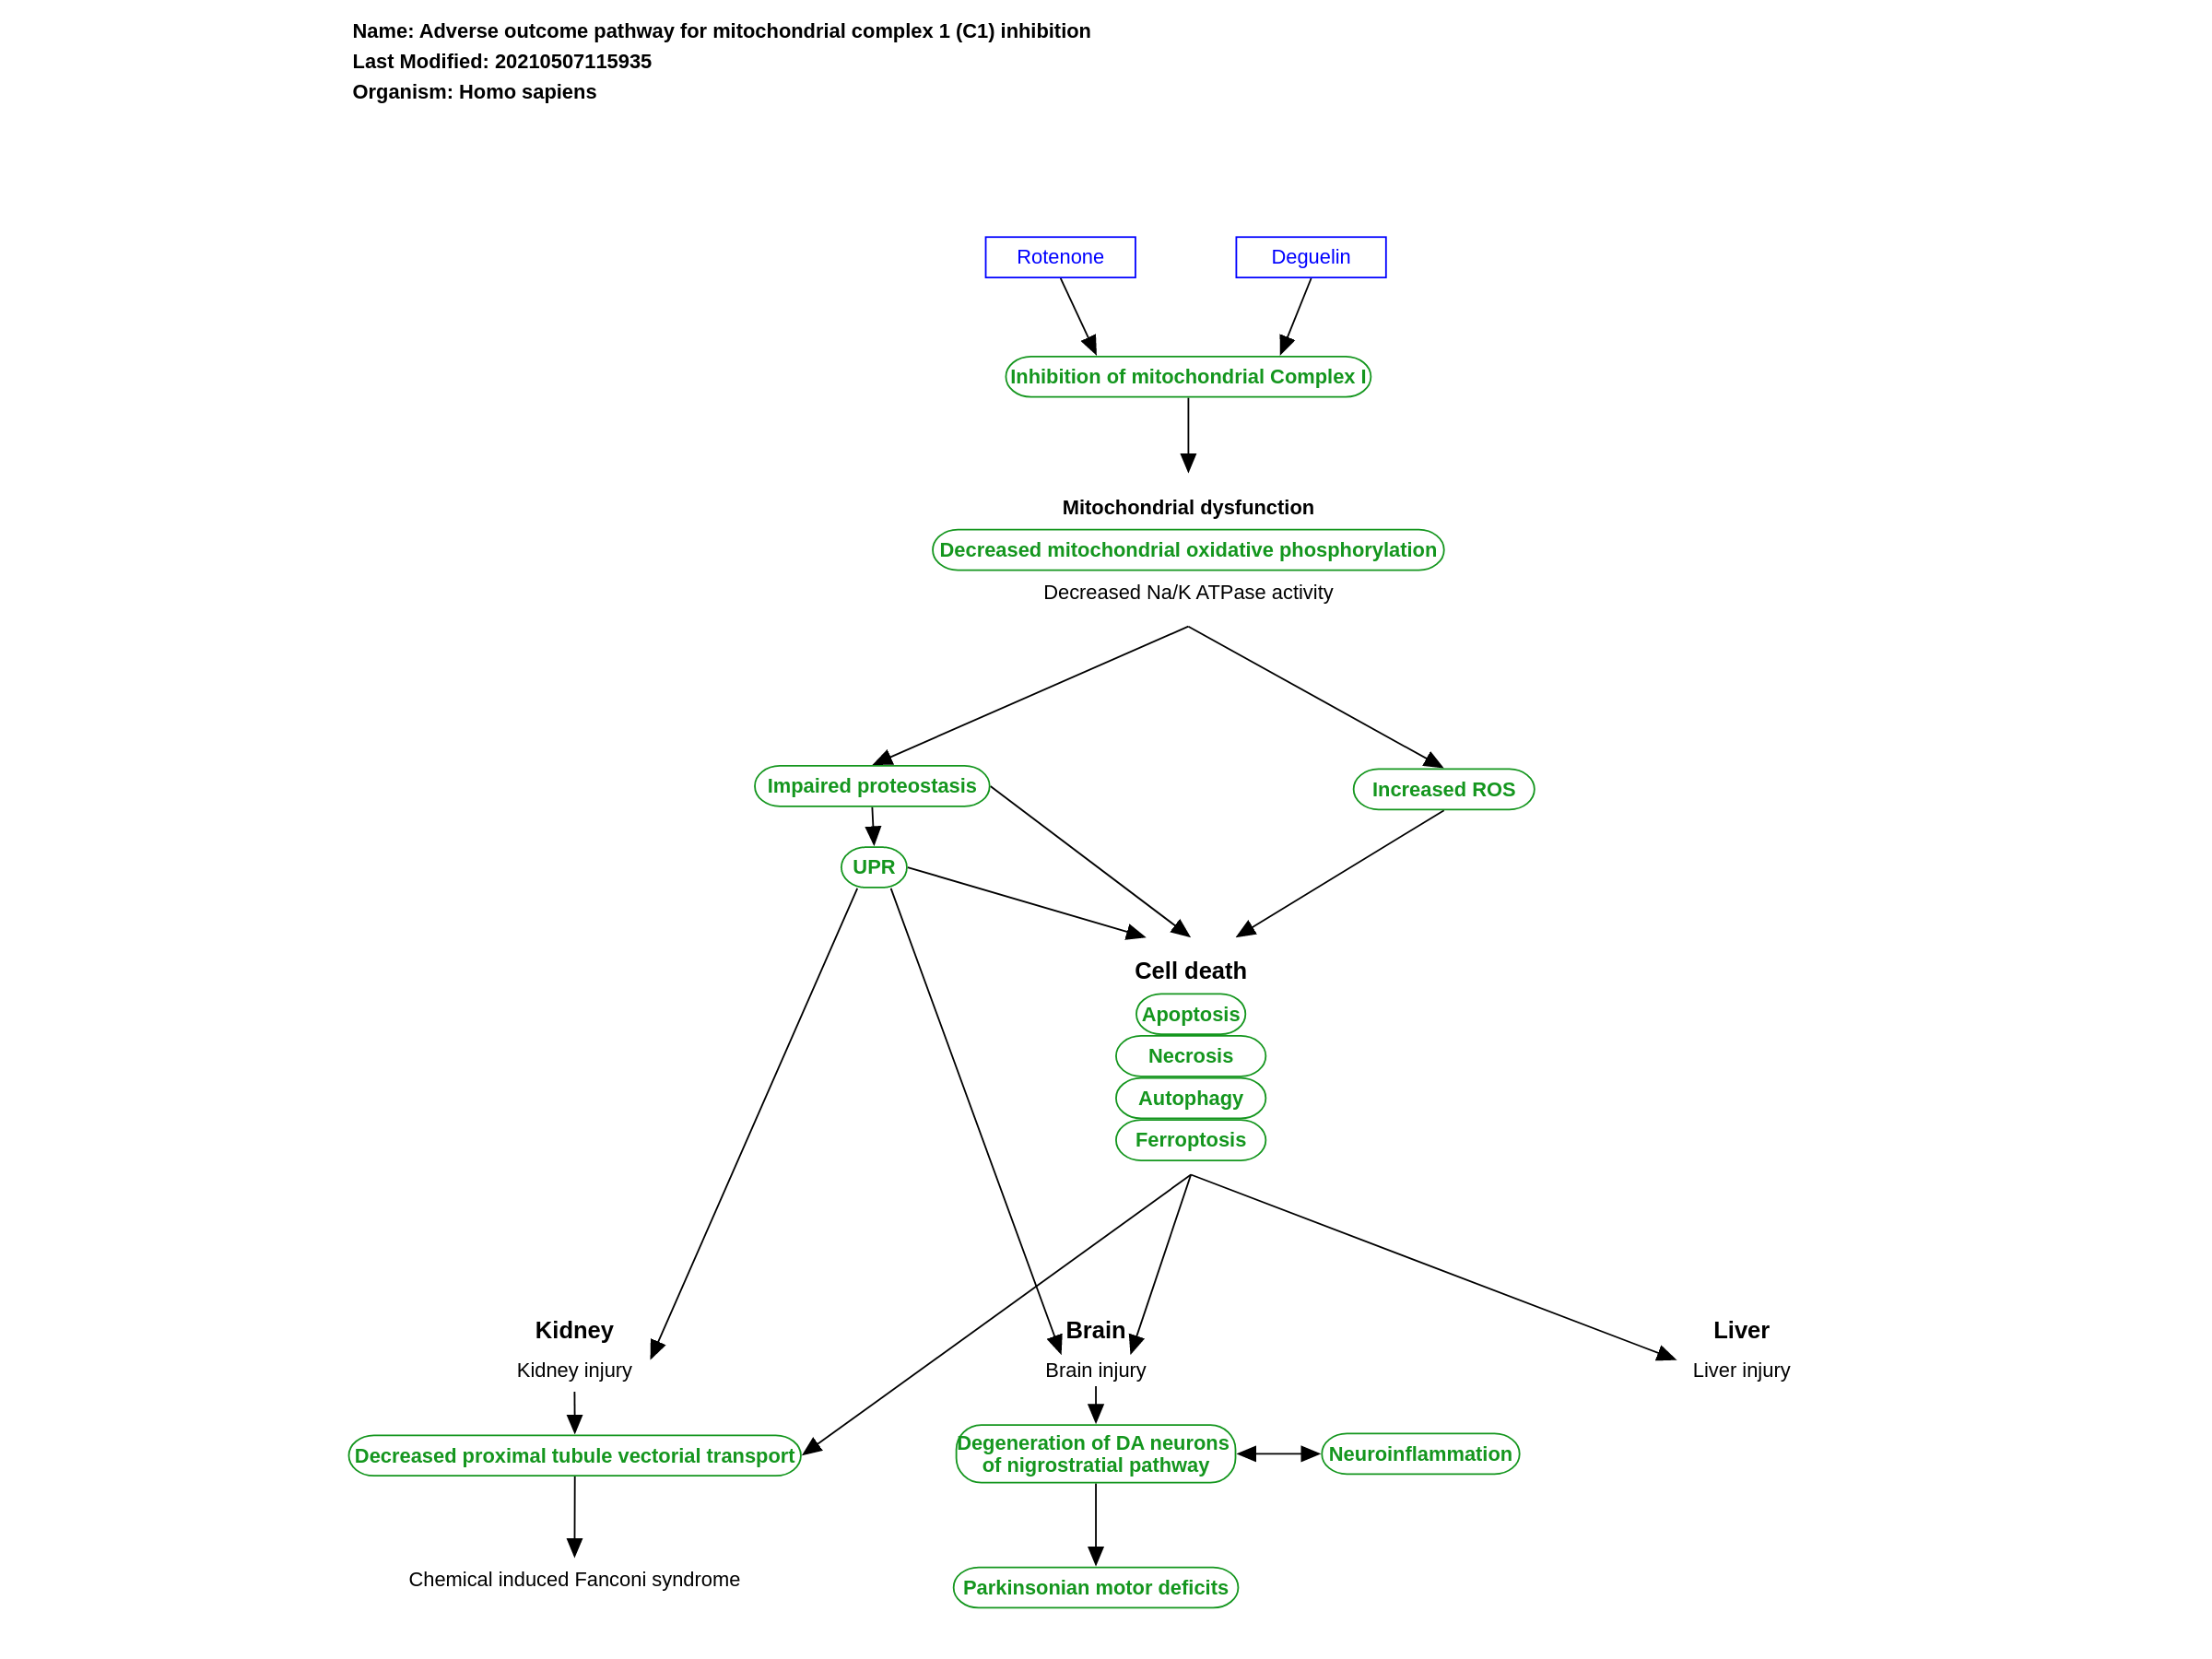 Name: Adverse outcome pathway for mitochondrial complex 1 (C1) inhibition
Last Modified: 20210507115935
Organism: Homo sapiens
Rotenone
Deguelin
Inhibition of mitochondrial Complex I
Mitochondrial dysfunction
Decreased mitochondrial oxidative phosphorylation
Decreased Na/K ATPase activity
Impaired proteostasis
Increased ROS
UPR
Cell death
Apoptosis
Necrosis
Autophagy
Ferroptosis
Kidney
Brain
Liver
Kidney injury
Brain injury
Liver injury
Decreased proximal tubule vectorial transport
Degeneration of DA neurons
of nigrostratial pathway
Neuroinflammation
Chemical induced Fanconi syndrome
Parkinsonian motor deficits